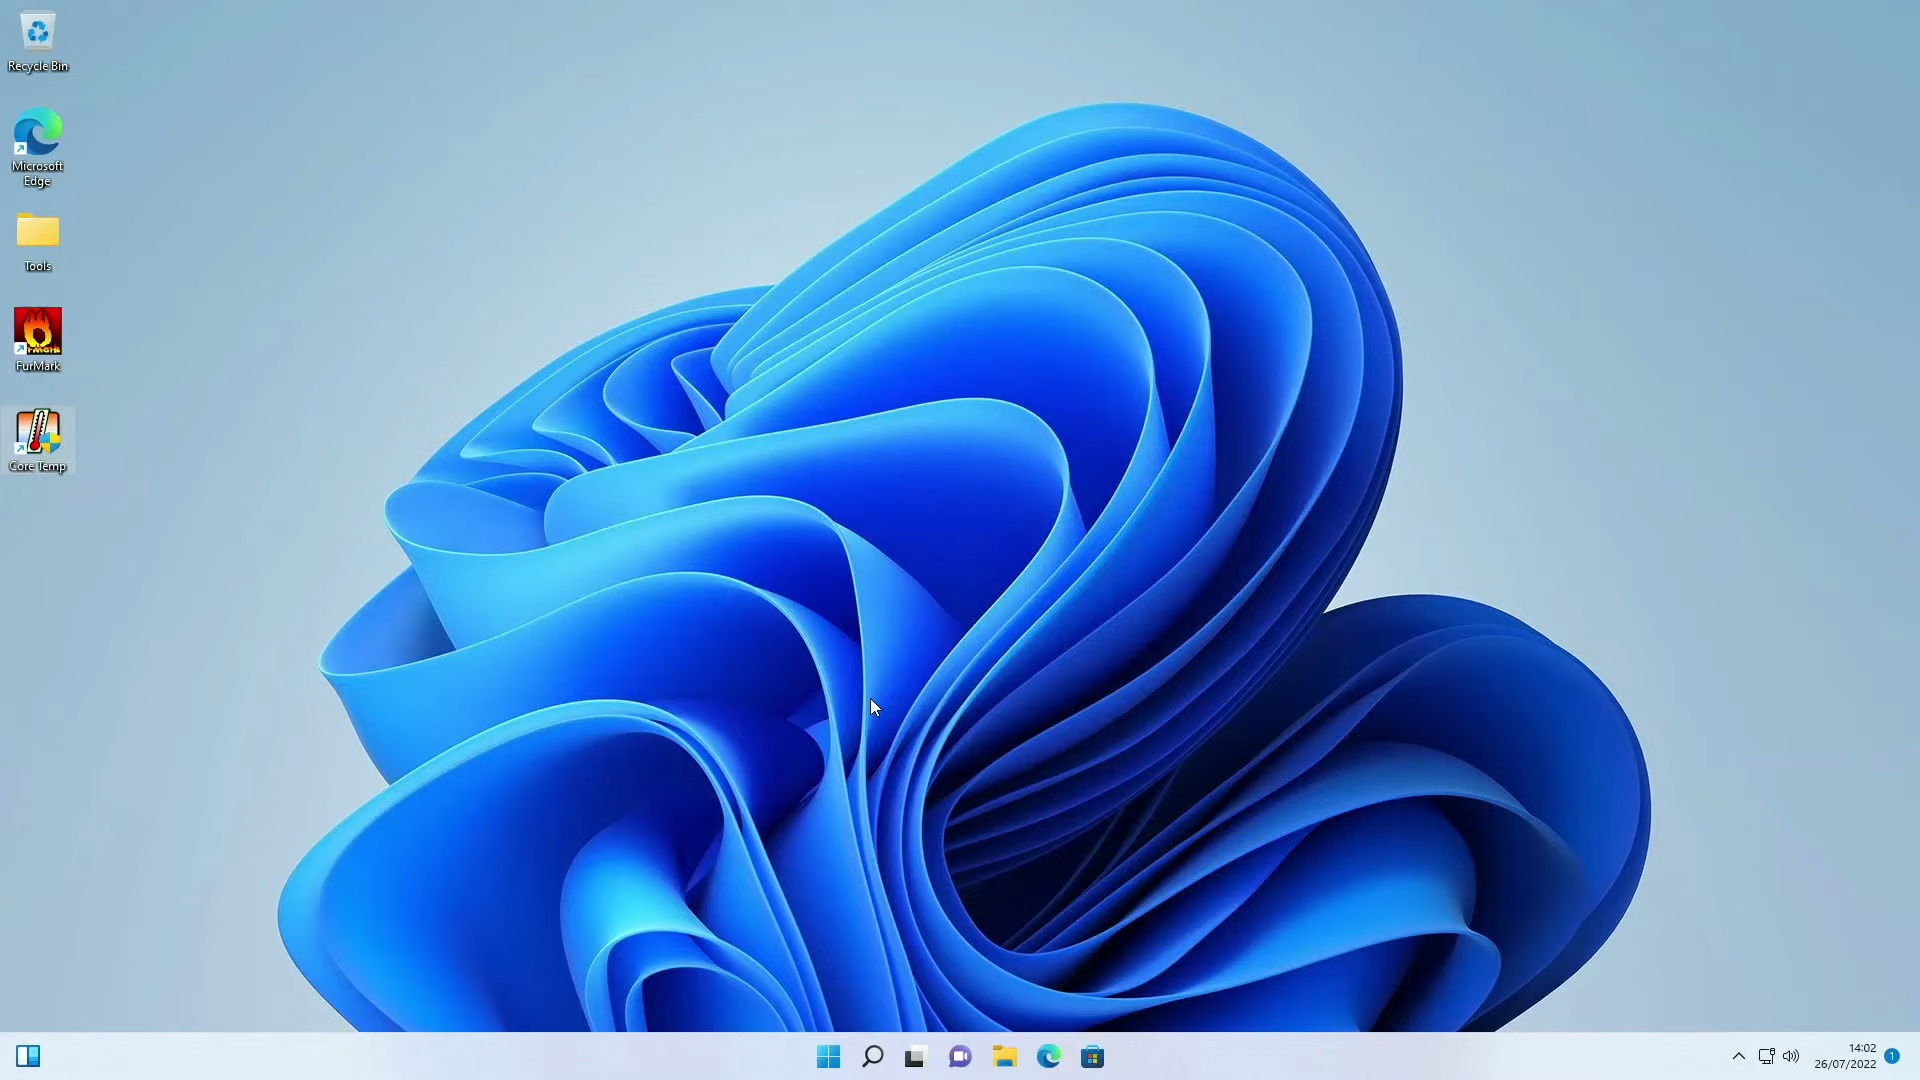 Recycle Bin
Microsoft
Edge
Tools
FurMark
Core Temp
14:02
26/07/2022
1